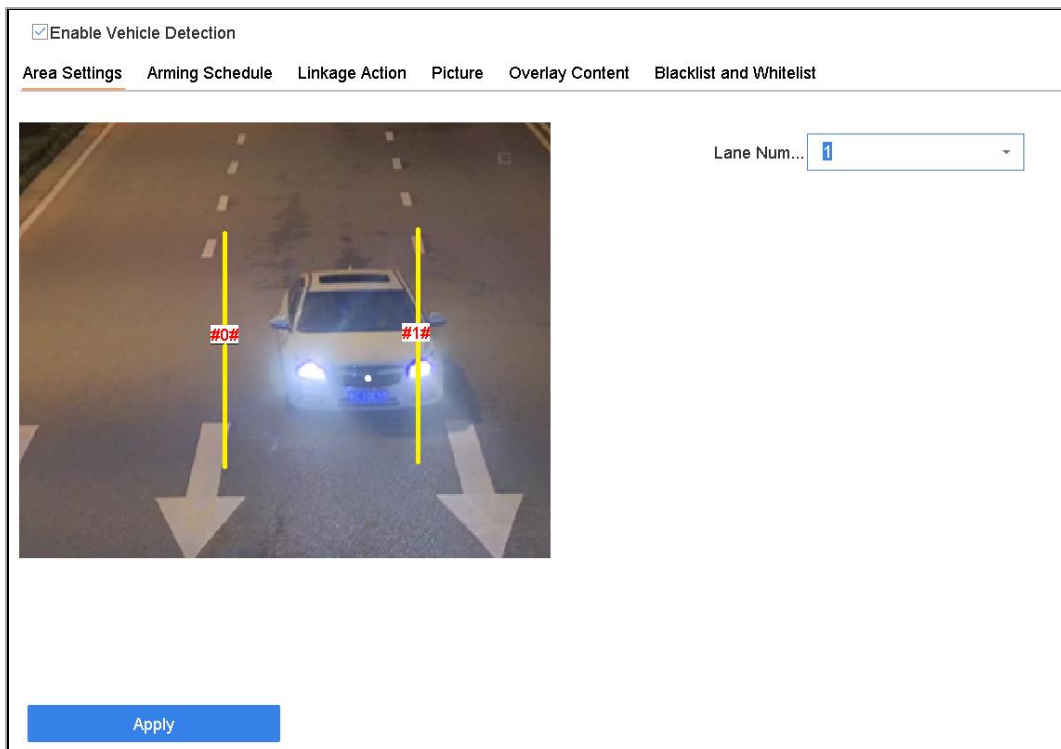 Enable Vehicle Detection
Area Settings Arming Schedule Linkage Action Picture Overlay Content Blacklist and Whitelist
Lane Num... 1
#0# #1#
Apply